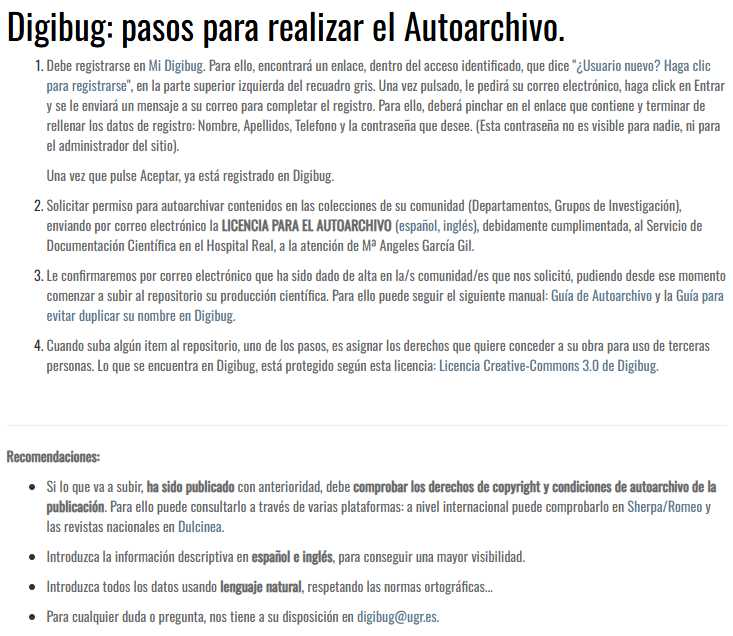 Digibug: pasos para realizar el Autoarchivo.
1. Debe registrarse en Mi Digibug. Para ello, encontrará un enlace, dentro del acceso identificado, que dice "¿Usuario nuevo? Haga clic
para registrarse", en la parte superior izquierda del recuadro gris. Una vez pulsado, le pedirá su correo electrónico, haga click en Entrar
y se le enviará un mensaje a su correo para completar el registro. Para ello, deberá pinchar en el enlace que contiene y terminar de
rellenar los datos de registro: Nombre, Apellidos, Telefono y la contraseña que desee. (Esta contraseña no es visible para nadie, ni para
el administrador del sitio).
Una vez que pulse Aceptar, ya está registrado en Digibug.
2. Solicitar permiso para autoarchivar contenidos en las colecciones de su comunidad (Departamentos, Grupos de Investigación),
enviando por correo electrónico la LICENCIA PARA EL AUTOARCHIVO (español, inglés), debidamente cumplimentada, al Servicio de
Documentación Científica en el Hospital Real, a la atención de Mª Angeles García Gil.
3. Le confirmaremos por correo electrónico que ha sido dado de alta en la/s comunidad/es que nos solicitó, pudiendo desde ese momento
comenzar a subir al repositorio su producción científica. Para ello puede seguir el siguiente manual: Guía de Autoarchivo y la Guía para
evitar duplicar su nombre en Digibug.
4. Cuando suba algún item al repositorio, uno de los pasos, es asignar los derechos que quiere conceder a su obra para uso de terceras
personas. Lo que se encuentra en Digibug, está protegido según esta licencia: Licencia Creative-Commons 3.0 de Digibug.
Recomendaciones:
• Si lo que va a subir, ha sido publicado con anterioridad, debe comprobar los derechos de copyright y condiciones de autoarchivo de la
publicación. Para ello puede consultarlo a través de varias plataformas: a nivel internacional puede comprobarlo en Sherpa/Romeo y
las revistas nacionales en Dulcinea.
• Introduzca la información descriptiva en español e inglés, para conseguir una mayor visibilidad.
• Introduzca todos los datos usando lenguaje natural, respetando las normas ortográficas...
• Para cualquier duda o pregunta, nos tiene a su disposición en digibug@ugr.es.